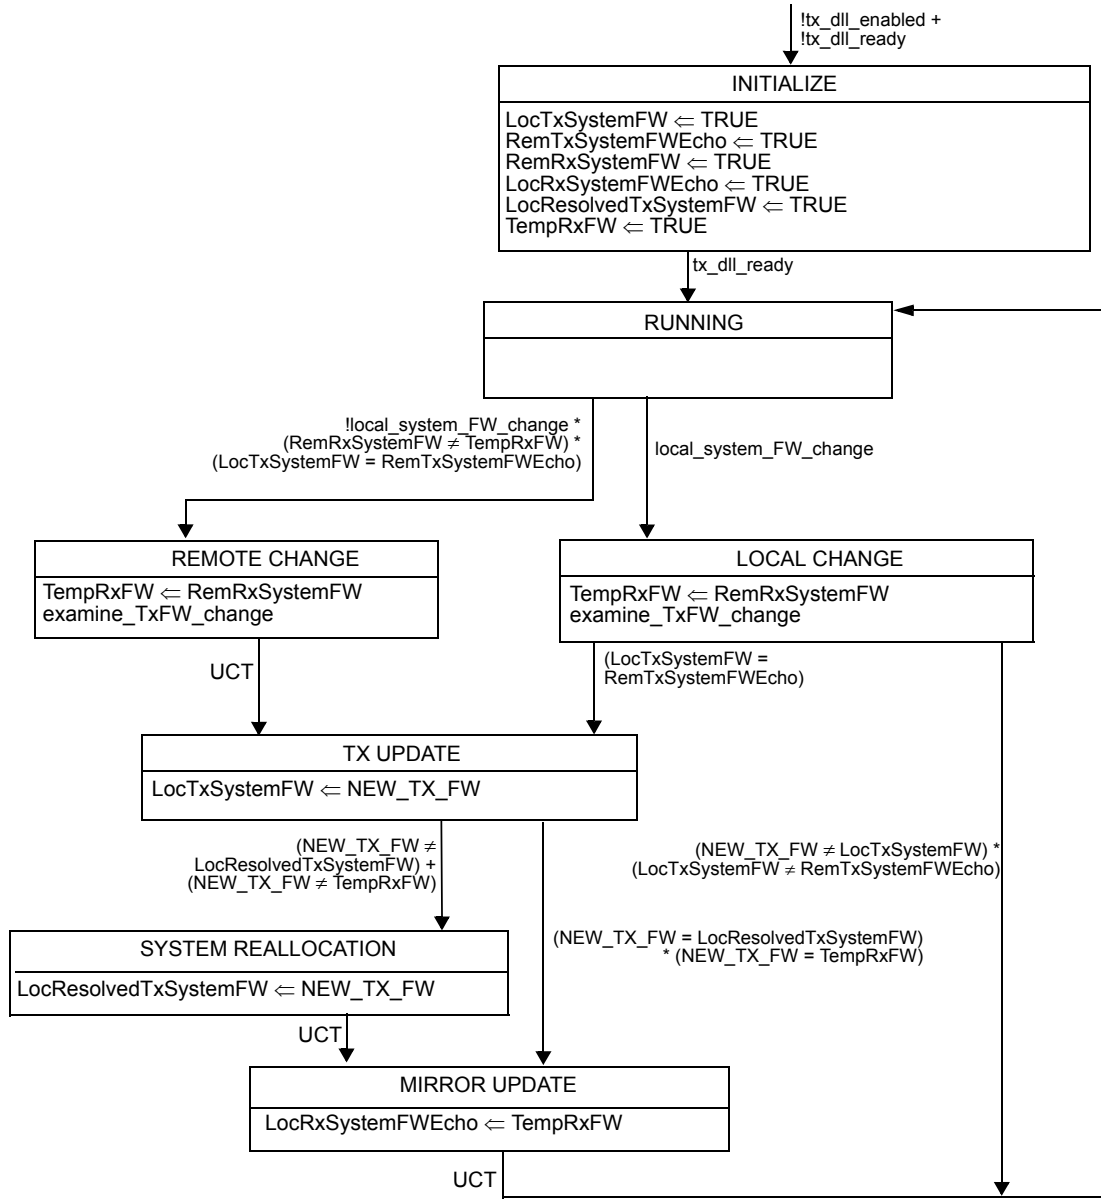 !tx_dll_enabled +
!tx_dll_ready
INITIALIZE
LocTxSystemFW ⇐ TRUE
RemTxSystemFWEcho ⇐ TRUE
RemRxSystemFW ⇐ TRUE
LocRxSystemFWEcho ⇐ TRUE
LocResolvedTxSystemFW ⇐ TRUE
TempRxFW ⇐ TRUE
tx_dll_ready
RUNNING
!local_system_FW_change *
(RemRxSystemFW ≠ TempRxFW) *
(LocTxSystemFW = RemTxSystemFWEcho)
local_system_FW_change
REMOTE CHANGE
TempRxFW ⇐ RemRxSystemFW
examine_TxFW_change
LOCAL CHANGE
TempRxFW ⇐ RemRxSystemFW
examine_TxFW_change
UCT
(LocTxSystemFW =
RemTxSystemFWEcho)
TX UPDATE
LocTxSystemFW ⇐ NEW_TX_FW
(NEW_TX_FW ≠
LocResolvedTxSystemFW) +
(NEW_TX_FW ≠ TempRxFW)
(NEW_TX_FW ≠ LocTxSystemFW) *
(LocTxSystemFW ≠ RemTxSystemFWEcho)
(NEW_TX_FW = LocResolvedTxSystemFW)
* (NEW_TX_FW = TempRxFW)
SYSTEM REALLOCATION
LocResolvedTxSystemFW ⇐ NEW_TX_FW
UCT
MIRROR UPDATE
LocRxSystemFWEcho ⇐ TempRxFW
UCT